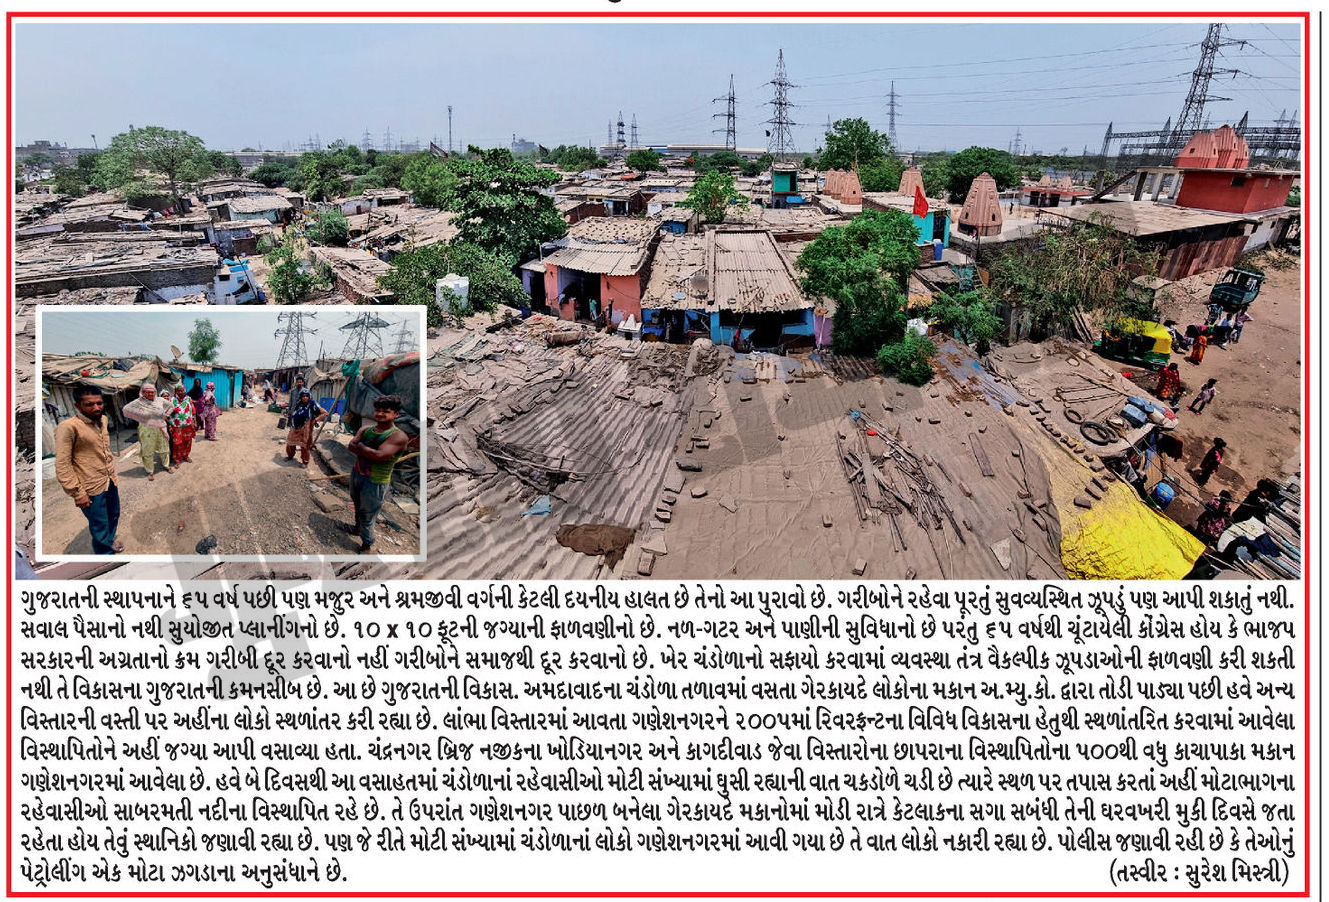 ગુજરાતની સ્થાપનાને ૬૫ વર્ષ પછી પણ મજુર અને શ્રમજીવી વર્ગની કેટલી દયનીય હાલત છે તેનો આ પુરાવો છે. ગરીબોને રહેવા પૂરતું સુવ્યવ્યસ્થિત ઝૂપડું પણ આપી શકાતું નથી.
સવાલ પૈસાનો નથી સુયોજીત પ્લાનીંગનો છે. ૧૦ x ૧૦ ફૂટની જગ્યાની ફાળવણીનો છે. નળ-ગટર અને પાણીની સુવિધાનો છે પરંતુ ૬૫ વર્ષથી ચૂંટાયેલી કોંગ્રેસ હોય કે ભાજપ
સરકારની અગ્રતાનો ક્રમ ગરીબી દૂર કરવાનો નહીં ગરીબોને સમાજથી દૂર કરવાનો છે. ખેર ચંડોળાનો સફાયો કરવામાં વ્યવસ્થા તંત્ર વૈકલ્પીક ઝૂપડાઓની ફાળવણી કરી શકતી
નથી તે વિકાસના ગુજરાતની કમનસીબ છે. આ છે ગુજરાતની વિકાસ. અમદાવાદના ચંડોળા તળાવમાં વસતા ગેરકાયદે લોકોના મકાન અ.મ્યુ.કો. દ્વારા તોડી પાડ્યા પછી હવે અન્ય
વિસ્તારની વસ્તી પર અહીંના લોકો સ્થળાંતર કરી રહ્યા છે. લાંભા વિસ્તારમાં આવતા ગણેશનગરને ૨૦૦૫માં રિવરફ્રન્ટના વિવિધ વિકાસના હેતુથી સ્થળાંતરિત કરવામાં આવેલા
વિસ્થાપિતોને અહીં જગ્યા આપી વસાવ્યા હતા. ચંદ્રનગર બ્રિજ નજીકના ખોડિયાનગર અને કાગદીવાડ જેવા વિસ્તારોના છાપરાના વિસ્થાપિતોના ૫૦૦થી વધુ કાચાપાકા મકાન
ગણેશનગરમાં આવેલા છે. હવે બે દિવસથી આ વસાહતમાં ચંડોળાનાં રહેવાસીઓ મોટી સંખ્યામાં ઘુસી રહ્યાની વાત ચકડોળે ચડી છે ત્યારે સ્થળ પર તપાસ કરતાં અહીં મોટાભાગના
રહેવાસીઓ સાબરમતી નદીના વિસ્થાપિત રહે છે. તે ઉપરાંત ગણેશનગર પાછળ બનેલા ગેરકાયદે મકાનોમાં મોડી રાત્રે કેટલાકના સગા સબંધી તેની ઘરવખરી મુકી દિવસે જતા
રહેતા હોય તેવું સ્થાનિકો જણાવી રહ્યા છે. પણ જે રીતે મોટી સંખ્યામાં ચંડોળાનાં લોકો ગણેશનગરમાં આવી ગયા છે તે વાત લોકો નકારી રહ્યા છે. પોલીસ જણાવી રહી છે કે તેઓનું
પેટ્રોલીંગ એક મોટા ઝગડાના અનુસંધાને છે. (તસ્વીર : સુરેશ મિસ્ત્રી)